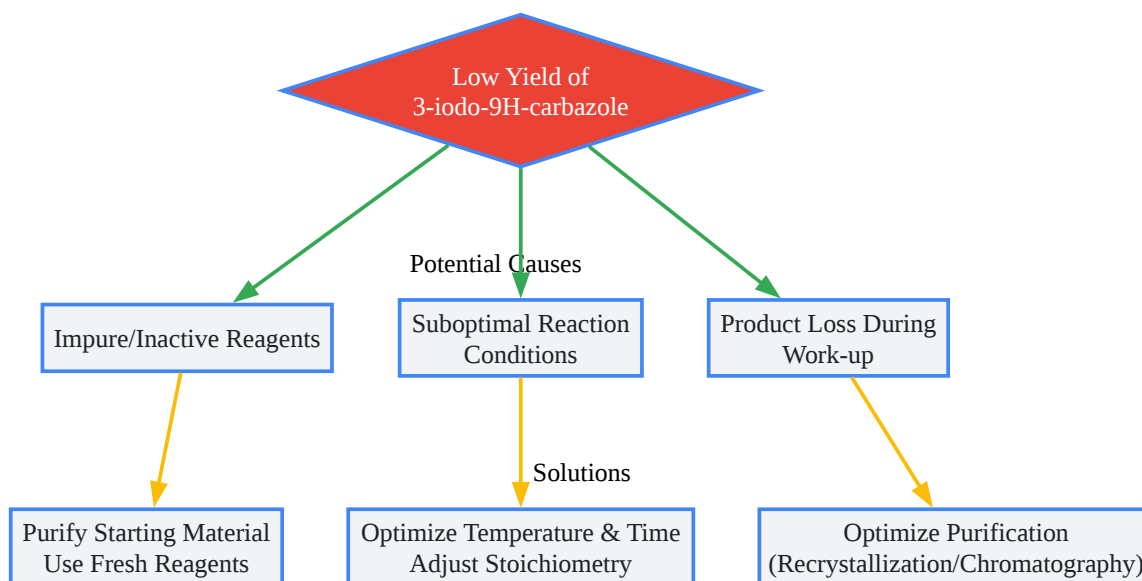 Low Yield of
3-iodo-9H-carbazole
Potential Causes
Impure/Inactive Reagents
Suboptimal Reaction
Conditions
Product Loss During
Work-up
Solutions
Purify Starting Material
Use Fresh Reagents
Optimize Temperature & Time
Adjust Stoichiometry
Optimize Purification
(Recrystallization/Chromatography)